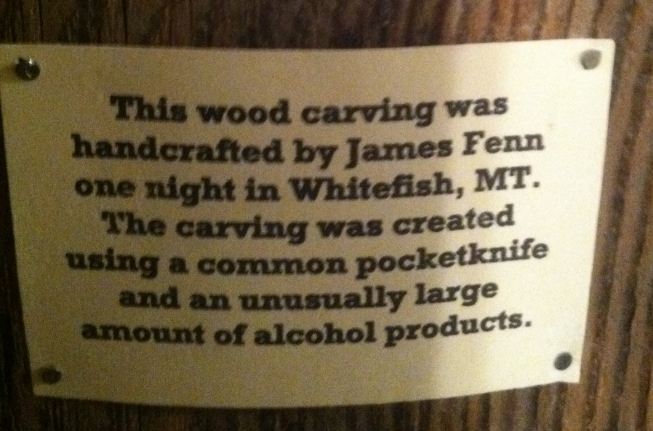 This wood carving was
handcrafted by James Fenn
one night in Whitefish, MT.
The carving was created
using a common pocketknife
and an unusually large
amount of alcohol products.